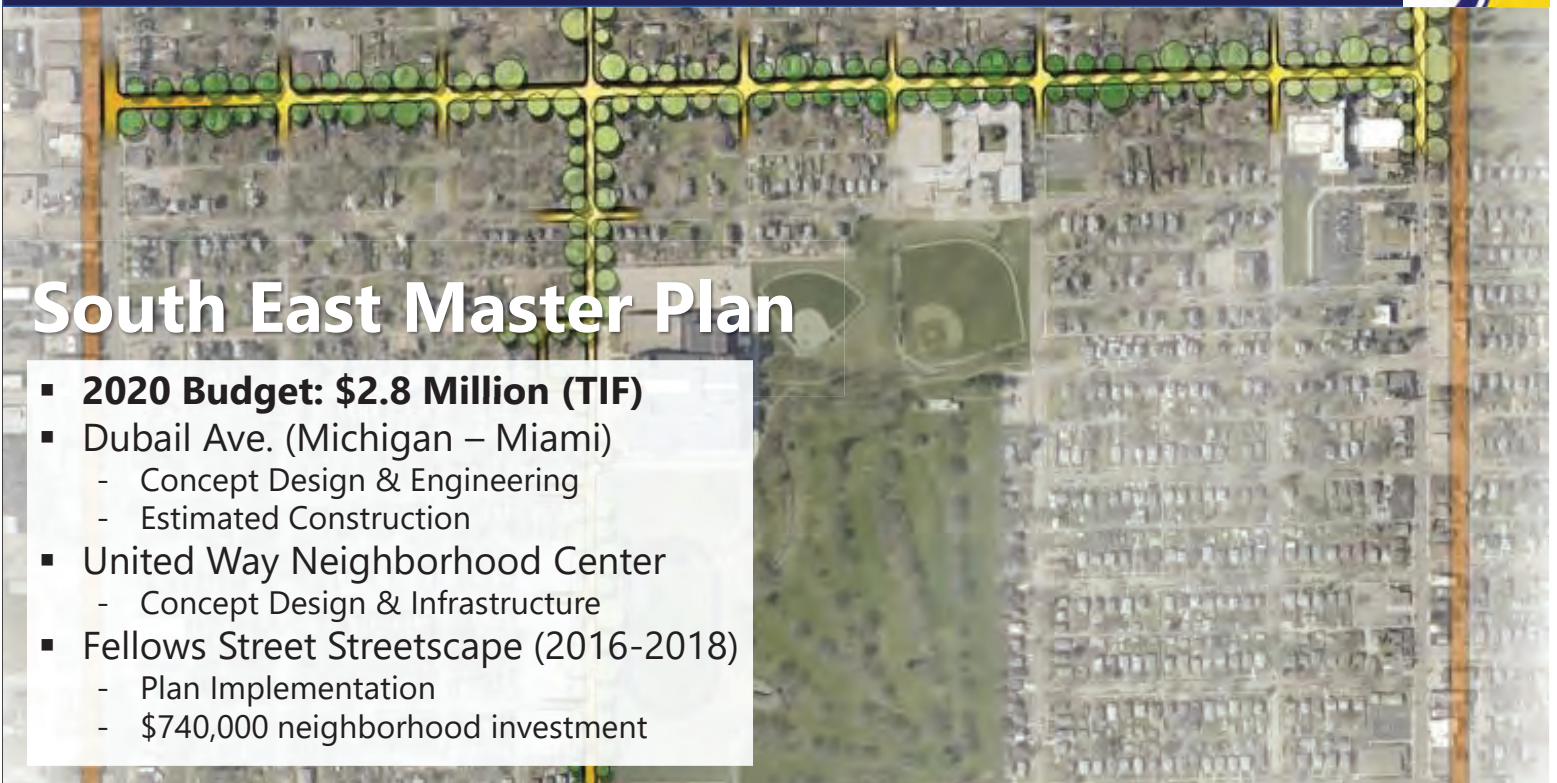 South East Master Plan
▪ 2020 Budget: $2.8 Million (TIF)
▪ Dubail Ave. (Michigan – Miami)
- Concept Design & Engineering
- Estimated Construction
▪ United Way Neighborhood Center
- Concept Design & Infrastructure
▪ Fellows Street Streetscape (2016-2018)
- Plan Implementation
- $740,000 neighborhood investment